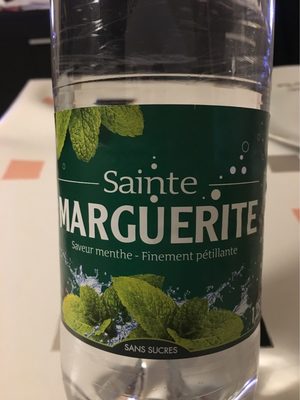 Sainte
MARGUERITE
Saveur menthe - Finement pétillante
SANS SUCRES